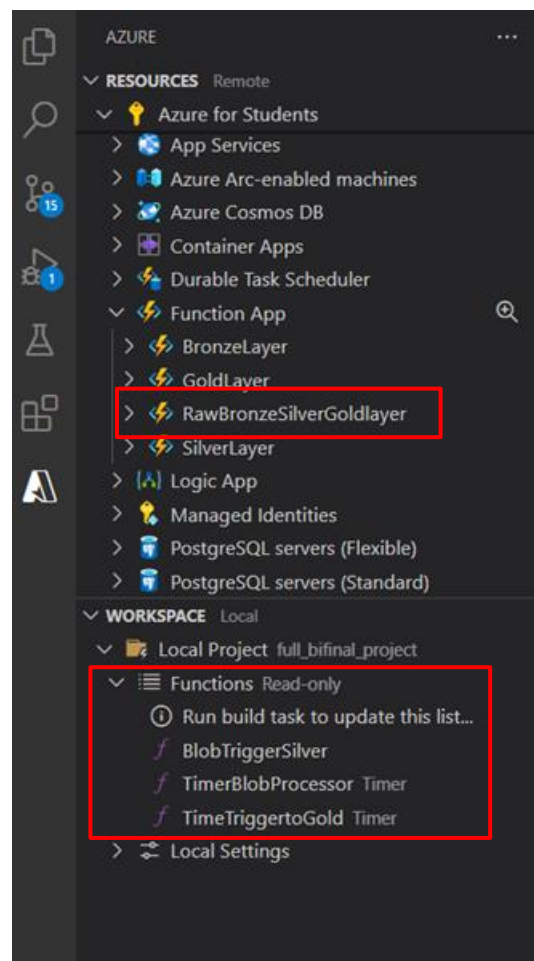 AZURE
RESOURCES Remote
Azure for Students
App Services
Azure Arc-enabled machines
Azure Cosmos DB
15
Container Apps
1
Durable Task Scheduler
Function App
BronzeLayer
GoldLayer
RawBronzeSilverGoldlayer
SilverLayer
Logic App
Managed Identities
PostgreSQL servers (Flexible)
PostgreSQL servers (Standard)
WORKSPACE Local
Local Project full_bifinal_project
Functions Read-only
Run build task to update this list...
BlobTriggerSilver
TimerBlobProcessor Timer
TimeTriggertoGold Timer
Local Settings